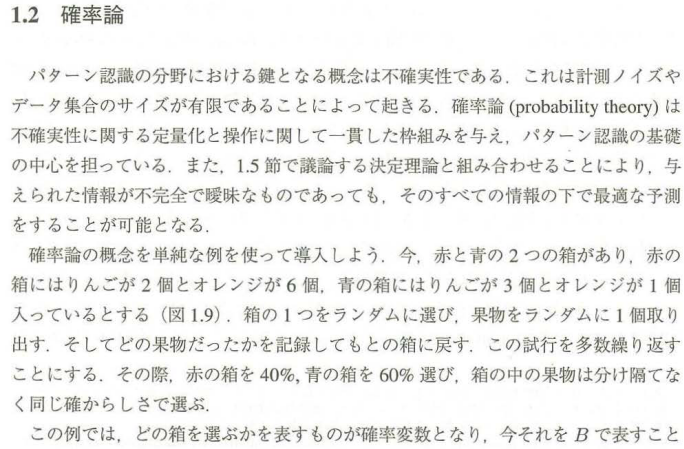 1.2 確率論
パターン認識の分野における鍵となる概念は不確実性である．これは計測ノイズや
データ集合のサイズが有限であることによって起きる．確率論 (probability theory) は
不確実性に関する定量化と操作に関して一貫した枠組みを与え，パターン認識の基礎
の中心を担っている．また，1.5 節で議論する決定理論と組み合わせることにより，与
えられた情報が不完全で曖昧なものであっても，そのすべての情報の下で最適な予測
をすることが可能となる．
確率論の概念を単純な例を使って導入しよう．今，赤と青の 2 つの箱があり，赤の
箱にはりんごが 2 個とオレンジが 6 個，青の箱にはりんごが 3 個とオレンジが 1 個
入っているとする（図 1.9）．箱の 1 つをランダムに選び，果物をランダムに 1 個取り
出す．そしてどの果物だったかを記録してもとの箱に戻す．この試行を多数繰り返す
ことにする．その際，赤の箱を 40%, 青の箱を 60% 選び，箱の中の果物は分け隔てな
く同じ確からしさで選ぶ．
この例では，どの箱を選ぶかを表すものが確率変数となり，今それを B で表すこと